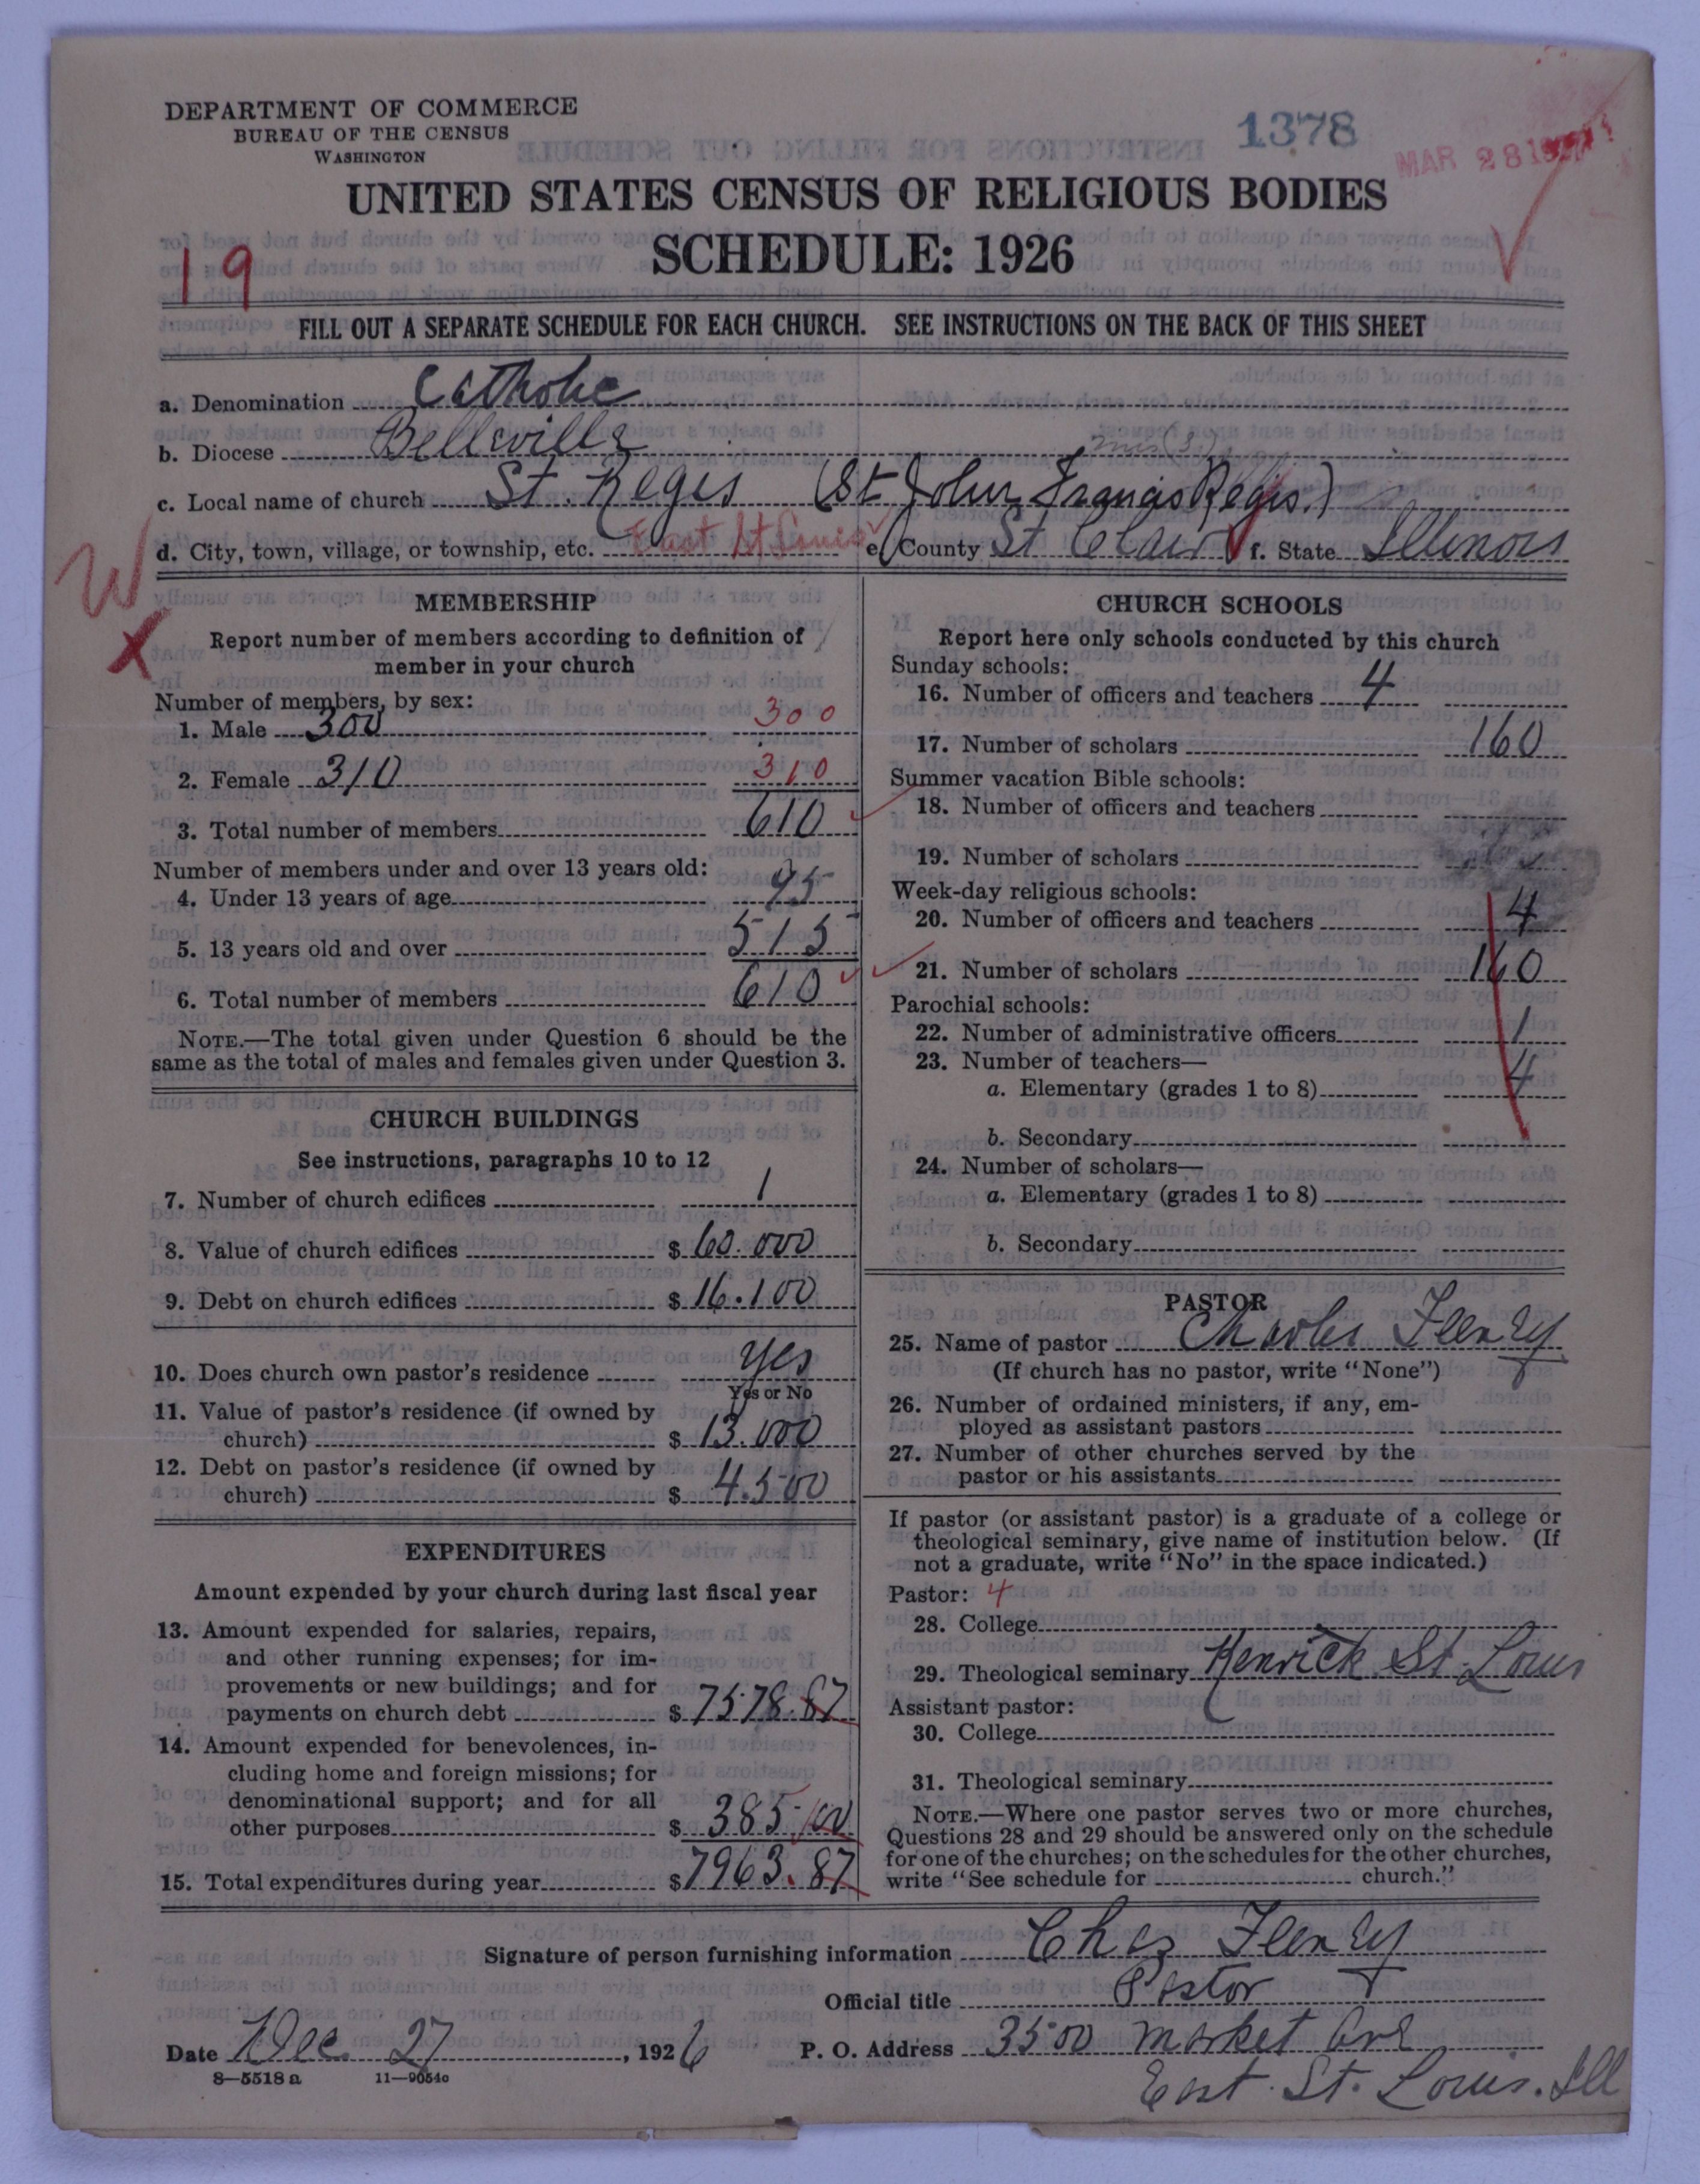 DEPARTMENT OF COMMERCE
BUREAU OF THE CENSUS
WASHINGTON
1378
MAR 28
UNITED STATES CENSUS OF RELIGIOUS BODIES
SCHEDULE: 1926
19
FILL OUT A SEPARATE SCHEDULE FOR EACH CHURCH. SEE INSTRUCTIONS ON THE BACK OF THIS SHEET
a. Denomination Catholic
b. Diocese Belleville
c. Local name of church St. Regis (St John Francis Regis.)
d. City, town, village, or township, etc. East St Louis e. County St Clair f. State Illinois
W
X
MEMBERSHIP
Report number of members according to definition of
member in your church
Number of members, by sex:
1. Male 300 300
2. Female 310 310
3. Total number of members 610
Number of members under and over 13 years old:
4. Under 13 years of age 95
5. 13 years old and over 515
6. Total number of members 610
NOTE.—The total given under Question 6 should be the
same as the total of males and females given under Question 3.
CHURCH BUILDINGS
See instructions, paragraphs 10 to 12
7. Number of church edifices 1
8. Value of church edifices $ 60.000
9. Debt on church edifices $ 16.100
10. Does church own pastor's residence Yes
Yes or No
11. Value of pastor's residence (if owned by
church) $ 13.000
12. Debt on pastor's residence (if owned by
church) $ 4.500
EXPENDITURES
Amount expended by your church during last fiscal year
13. Amount expended for salaries, repairs,
and other running expenses; for im-
provements or new buildings; and for
payments on church debt $ 7578.87
14. Amount expended for benevolences, in-
cluding home and foreign missions; for
denominational support; and for all
other purposes $ 385.00
15. Total expenditures during year $ 7963.87
CHURCH SCHOOLS
Report here only schools conducted by this church
Sunday schools:
16. Number of officers and teachers 4
17. Number of scholars 160
Summer vacation Bible schools:
18. Number of officers and teachers
19. Number of scholars
Week-day religious schools:
20. Number of officers and teachers 4
21. Number of scholars 160
Parochial schools:
22. Number of administrative officers 1
23. Number of teachers—
a. Elementary (grades 1 to 8) 4
b. Secondary
24. Number of scholars—
a. Elementary (grades 1 to 8)
b. Secondary
PASTOR
25. Name of pastor Charles
(If church has no pastor, write "None")
26. Number of ordained ministers, if any, em-
ployed as assistant pastors
27. Number of other churches served by the
pastor or his assistants
If pastor (or assistant pastor) is a graduate of a college or
theological seminary, give name of institution below. (If
not a graduate, write "No" in the space indicated.)
Pastor: 4
28. College
29. Theological seminary Kenrick St. Louis
Assistant pastor:
30. College
31. Theological seminary
NOTE.—Where one pastor serves two or more churches,
Questions 28 and 29 should be answered only on the schedule
for one of the churches; on the schedules for the other churches,
write "See schedule for church."
Signature of person furnishing information Chas
Official title Pastor
Date Dec 27, 1926 P. O. Address 3500 Market Ave
8—5518 a 11—9054c
East St. Louis. Ill